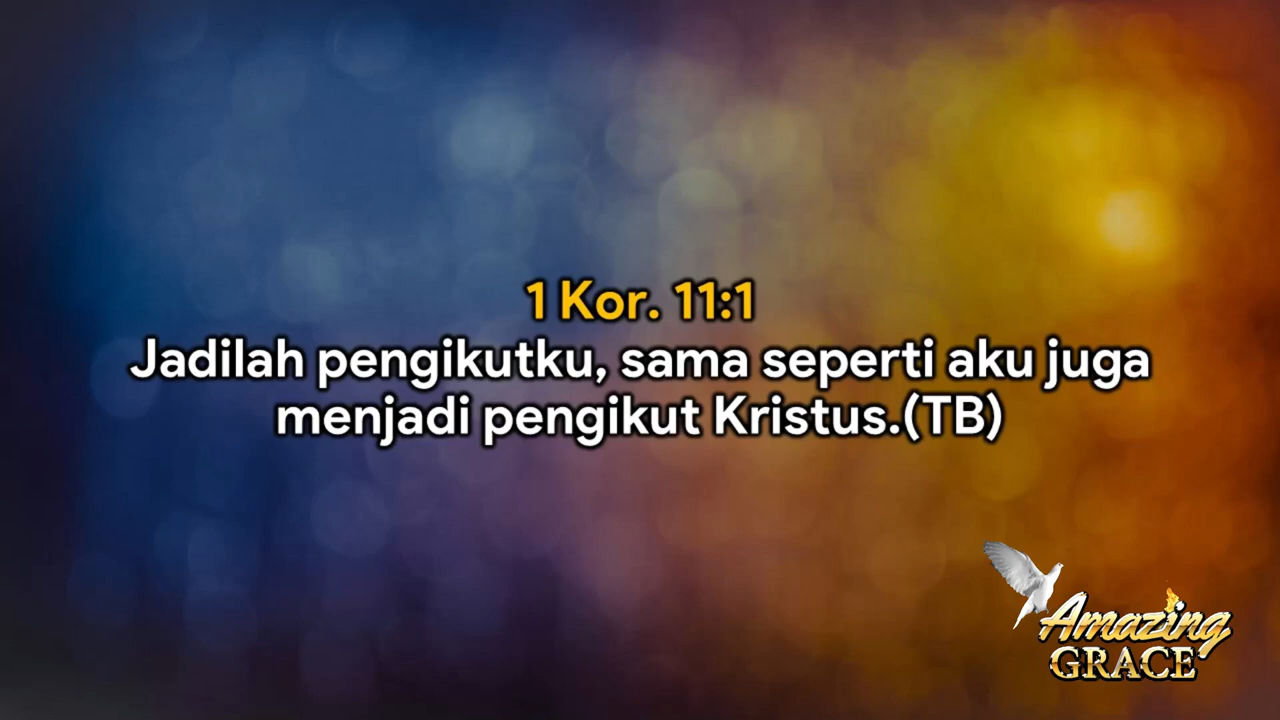 1 Kor. 11:1
Jadilah pengikutku, sama seperti aku juga
menjadi pengikut Kristus.(TB)
Amazing
GRACE